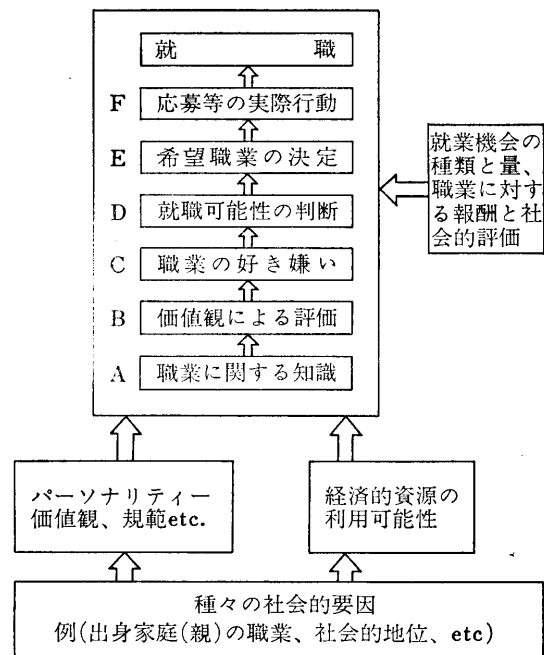 就職
F 応募等の実際行動
E 希望職業の決定
D 就職可能性の判断
C 職業の好き嫌い
B 価値観による評価
A 職業に関する知識
就業機会の
種類と量、
職業に対す
る報酬と社
会的評価
パーソナリティー
価値観、規範etc.
経済的資源の
利用可能性
種々の社会的要因
例(出身家庭(親)の職業、社会的地位、etc)